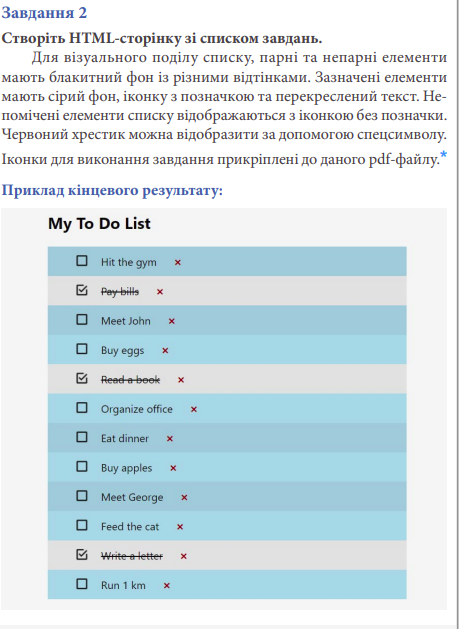 Завдання 2
Створіть HTML-сторінку зі списком завдань.
Для візуального поділу списку, парні та непарні елементи
мають блакитний фон із різними відтінками. Зазначені елементи
мають сірий фон, іконку з позначкою та перекреслений текст. Не-
помічені елементи списку відображаються з іконкою без позначки.
Червоний хрестик можна відобразити за допомогою спецсимволу.
Іконки для виконання завдання прикріплені до даного pdf-файлу.*
Приклад кінцевого результату:
My To Do List
Hit the gym ×
Pay bills ×
Meet John ×
Buy eggs ×
Read a book ×
Organize office ×
Eat dinner ×
Buy apples ×
Meet George ×
Feed the cat ×
Write a letter ×
Run 1 km ×